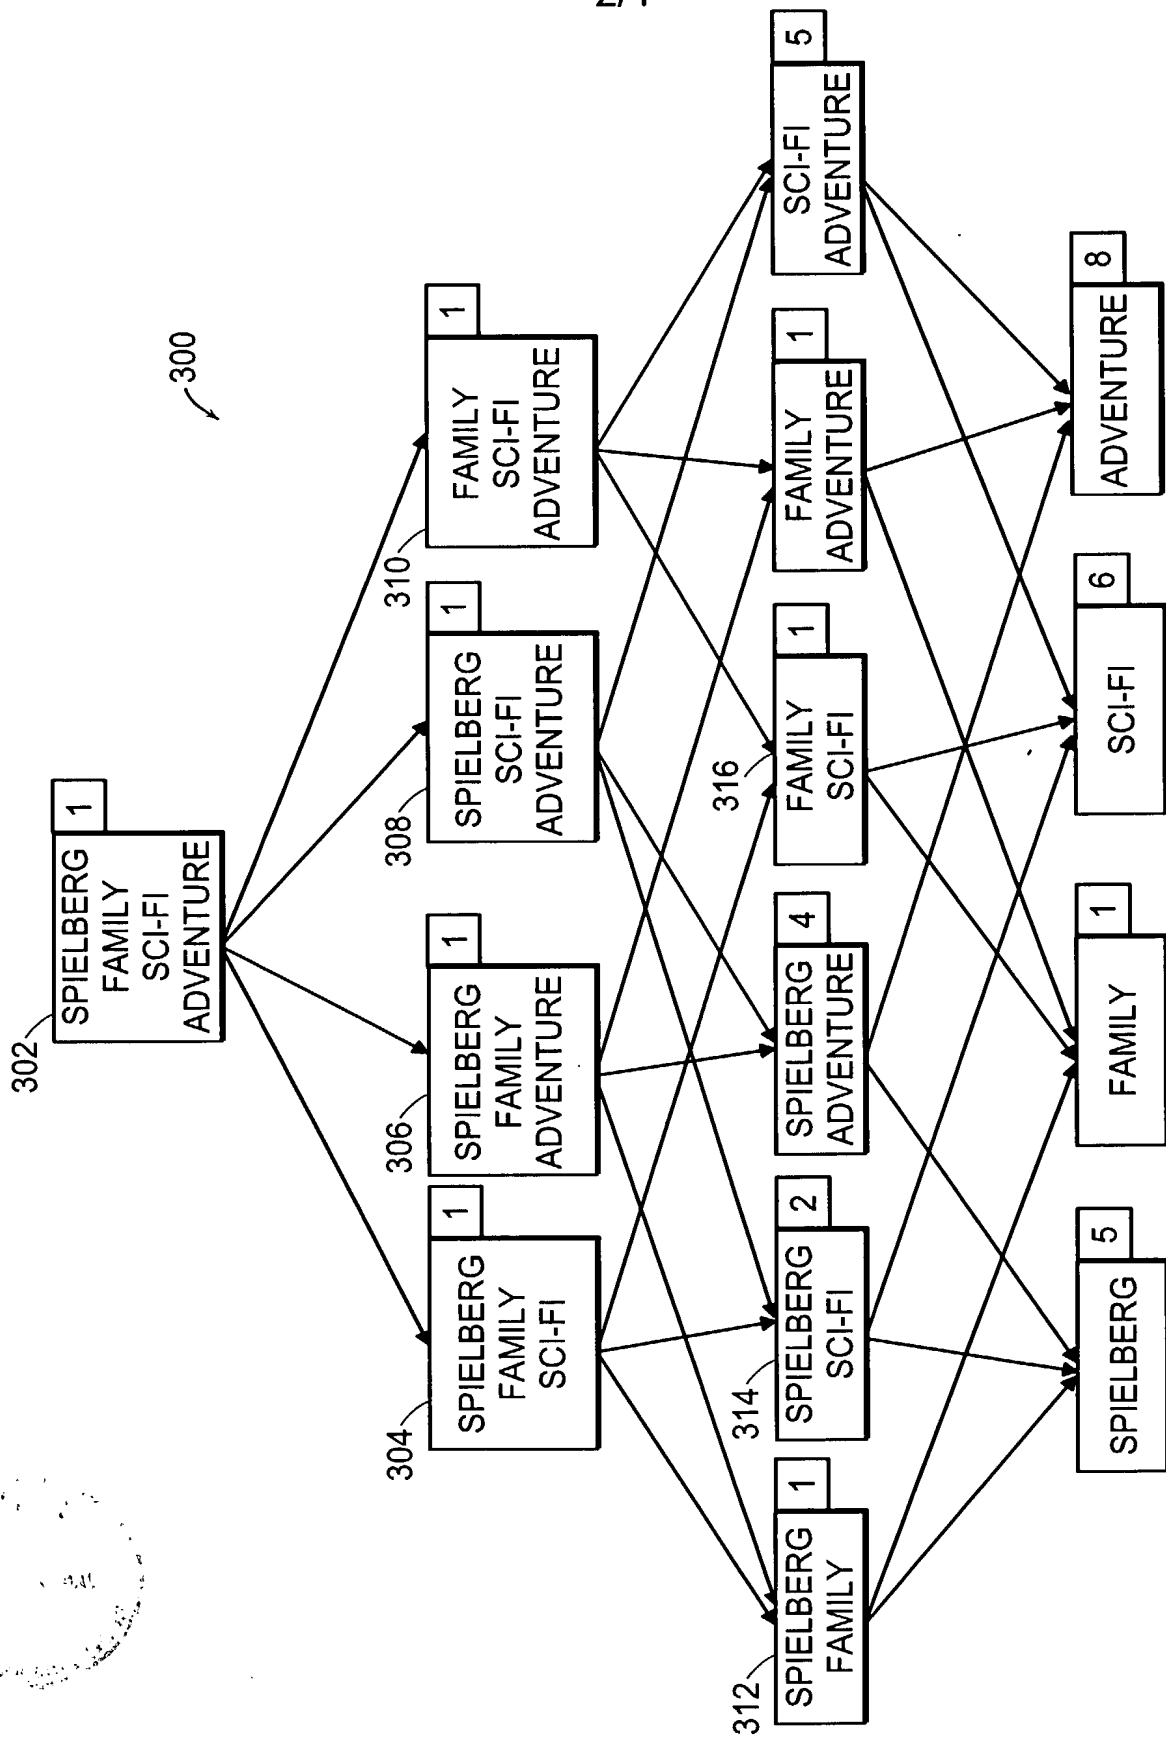 300
302
SPIELBERG
FAMILY
SCI-FI
ADVENTURE
1
304
SPIELBERG
FAMILY
SCI-FI
1
306
SPIELBERG
FAMILY
ADVENTURE
1
308
SPIELBERG
SCI-FI
ADVENTURE
1
310
FAMILY
SCI-FI
ADVENTURE
1
312
SPIELBERG
FAMILY
1
314
SPIELBERG
SCI-FI
2
SPIELBERG
ADVENTURE
4
316
FAMILY
SCI-FI
1
FAMILY
ADVENTURE
1
SCI-FI
ADVENTURE
5
SPIELBERG
5
FAMILY
1
SCI-FI
6
ADVENTURE
8